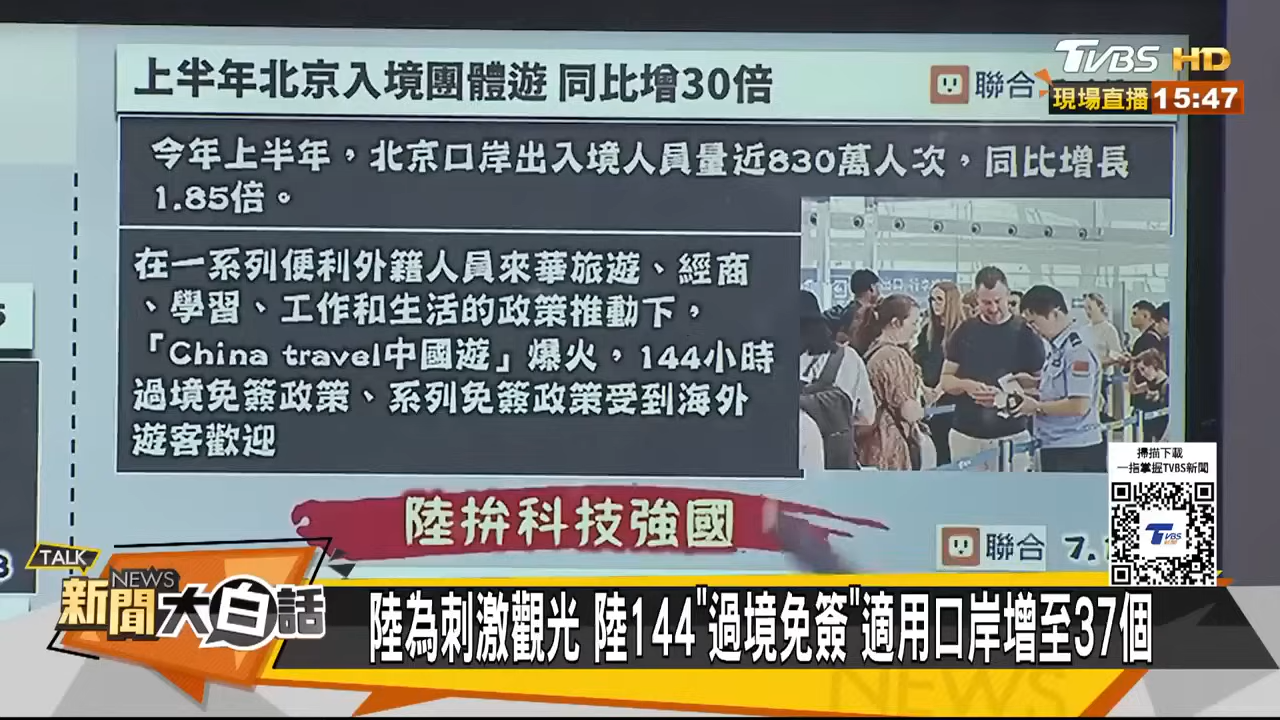 上半年北京入境團體遊 同比增30倍
聯合
TVBS HD
現場直播 15:47
今年上半年，北京口岸出入境人員量近830萬人次，同比增長
1.85倍。
在一系列便利外籍人員來華旅遊、經商
、學習、工作和生活的政策推動下，
「China travel中國遊」爆火，144小時
過境免簽政策、系列免簽政策受到海外
遊客歡迎
掃描下載
一指掌握TVBS新聞
TVBS
陸拚科技強國
聯合 7.
TALK
NEWS
新聞大白話
陸為刺激觀光 陸144"過境免簽"適用口岸增至37個
NEWS